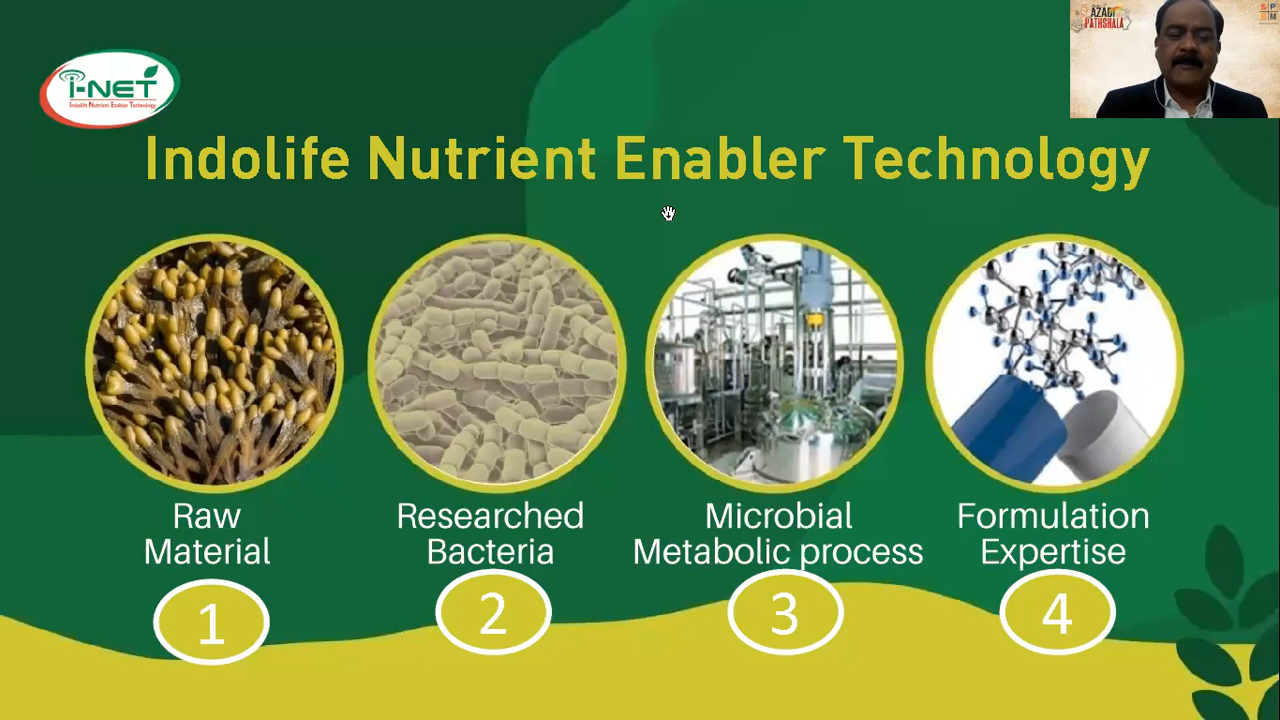 i-NET
Indolife Nutrient Enabler Technology
AZADI
PATHSHALA
S P
B M
Indolife Nutrient Enabler Technology
Raw
Material
1
Researched
Bacteria
2
Microbial
Metabolic process
3
Formulation
Expertise
4